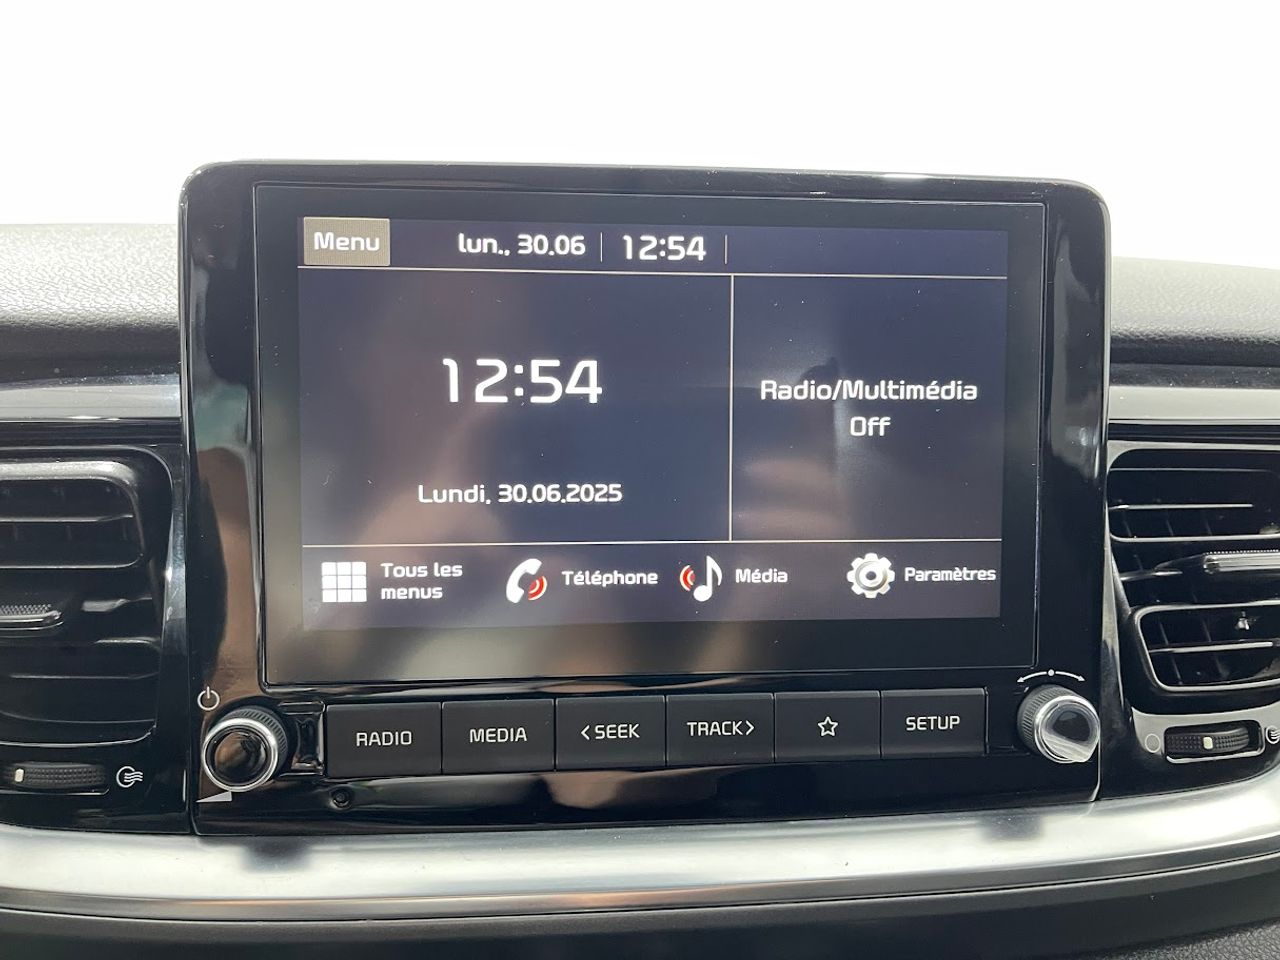 Menu
lun., 30.06
12:54
12:54
Lundi, 30.06.2025
Radio/Multimédia
Off
Tous les
menus
Téléphone
Média
Paramètres
RADIO
MEDIA
<SEEK
TRACK>
SETUP